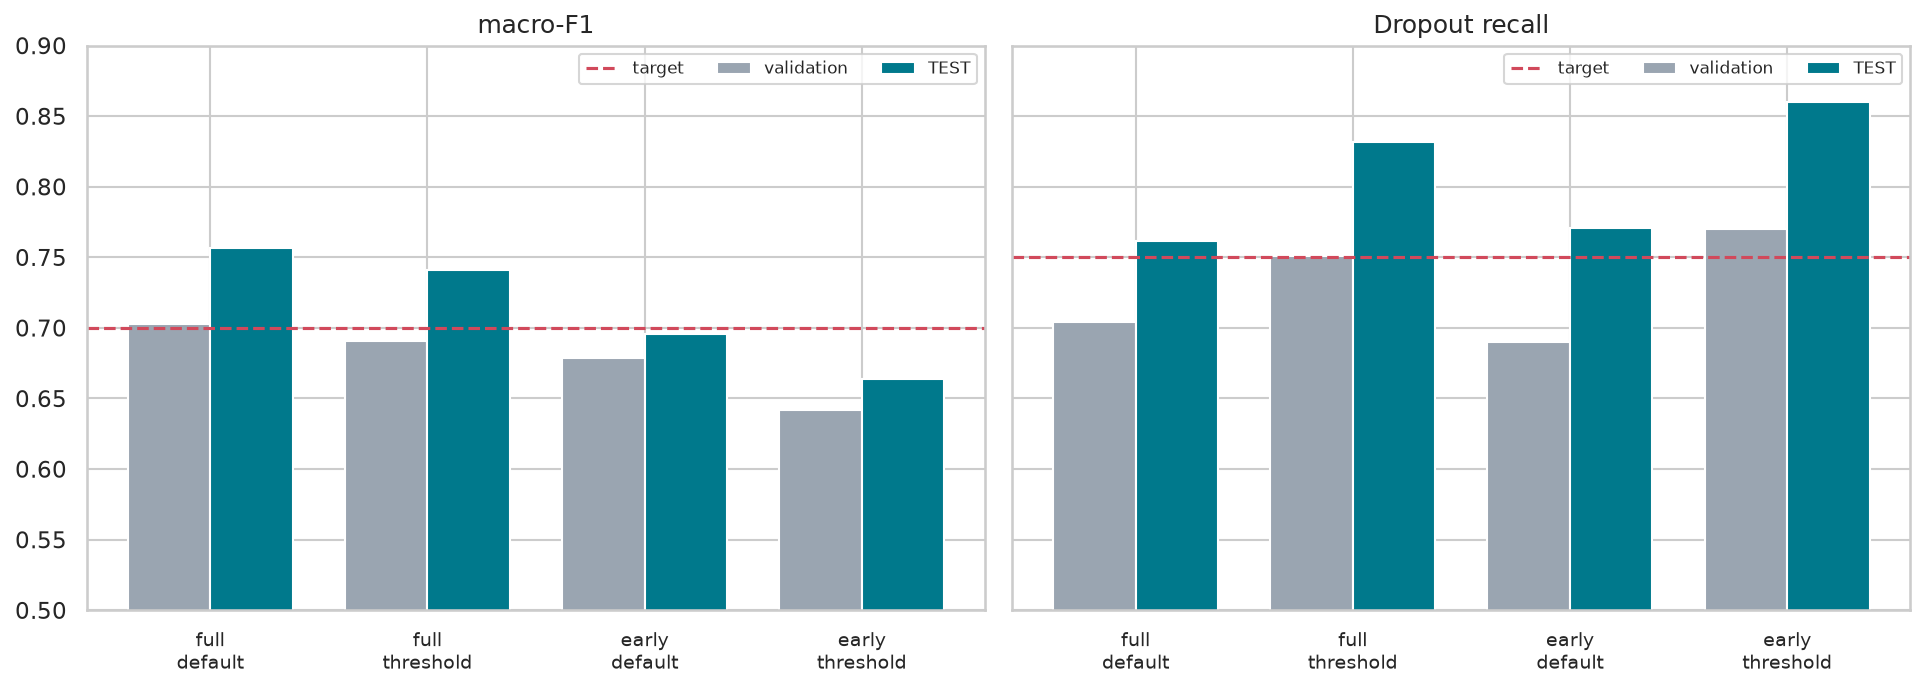 macro-F1
Dropout recall
0.90
0.85
0.80
0.75
0.70
0.65
0.60
0.55
0.50
target validation TEST
target validation TEST
full
default
full
threshold
early
default
early
threshold
full
default
full
threshold
early
default
early
threshold